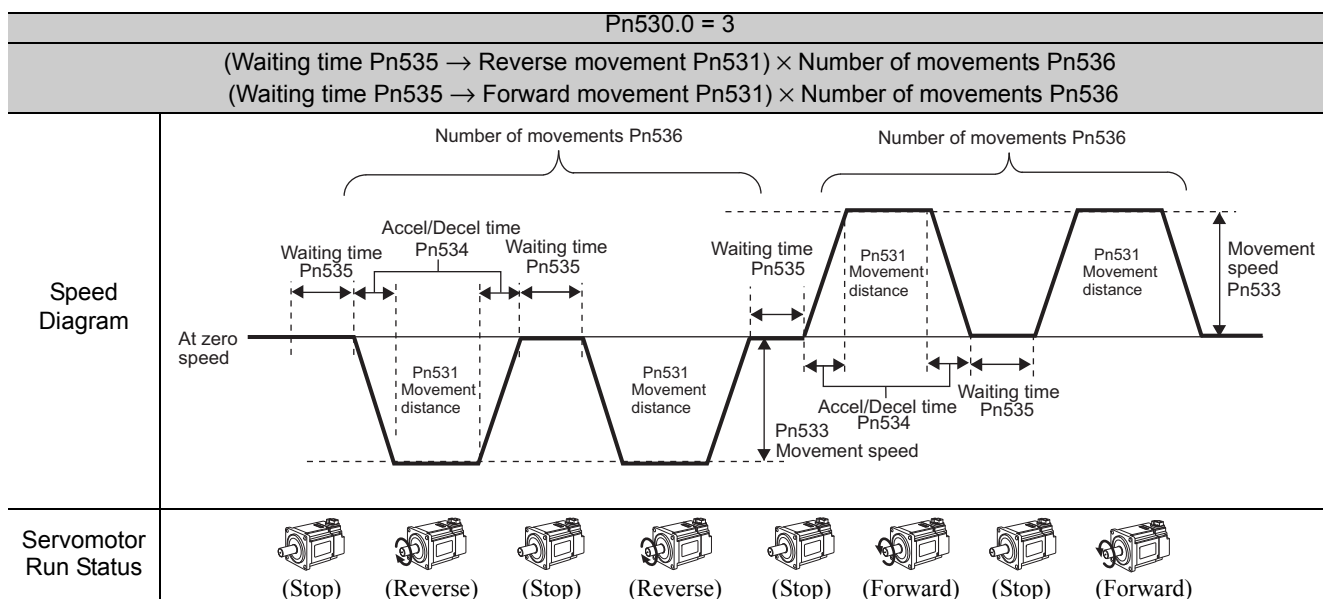 Pn530.0 = 3
(Waiting time Pn535 → Reverse movement Pn531) × Number of movements Pn536
(Waiting time Pn535 → Forward movement Pn531) × Number of movements Pn536
Speed
Diagram
Number of movements Pn536
Number of movements Pn536
Accel/Decel time
Pn534
Waiting time
Pn535
Waiting time
Pn535
Waiting time
Pn535
Pn531
Movement
distance
Pn531
Movement
distance
Movement
speed
Pn533
At zero
speed
Pn531
Movement
distance
Pn531
Movement
distance
Accel/Decel time
Pn534
Waiting time
Pn535
Pn533
Movement speed
Servomotor
Run Status
(Stop) (Reverse) (Stop) (Reverse) (Stop) (Forward) (Stop) (Forward)